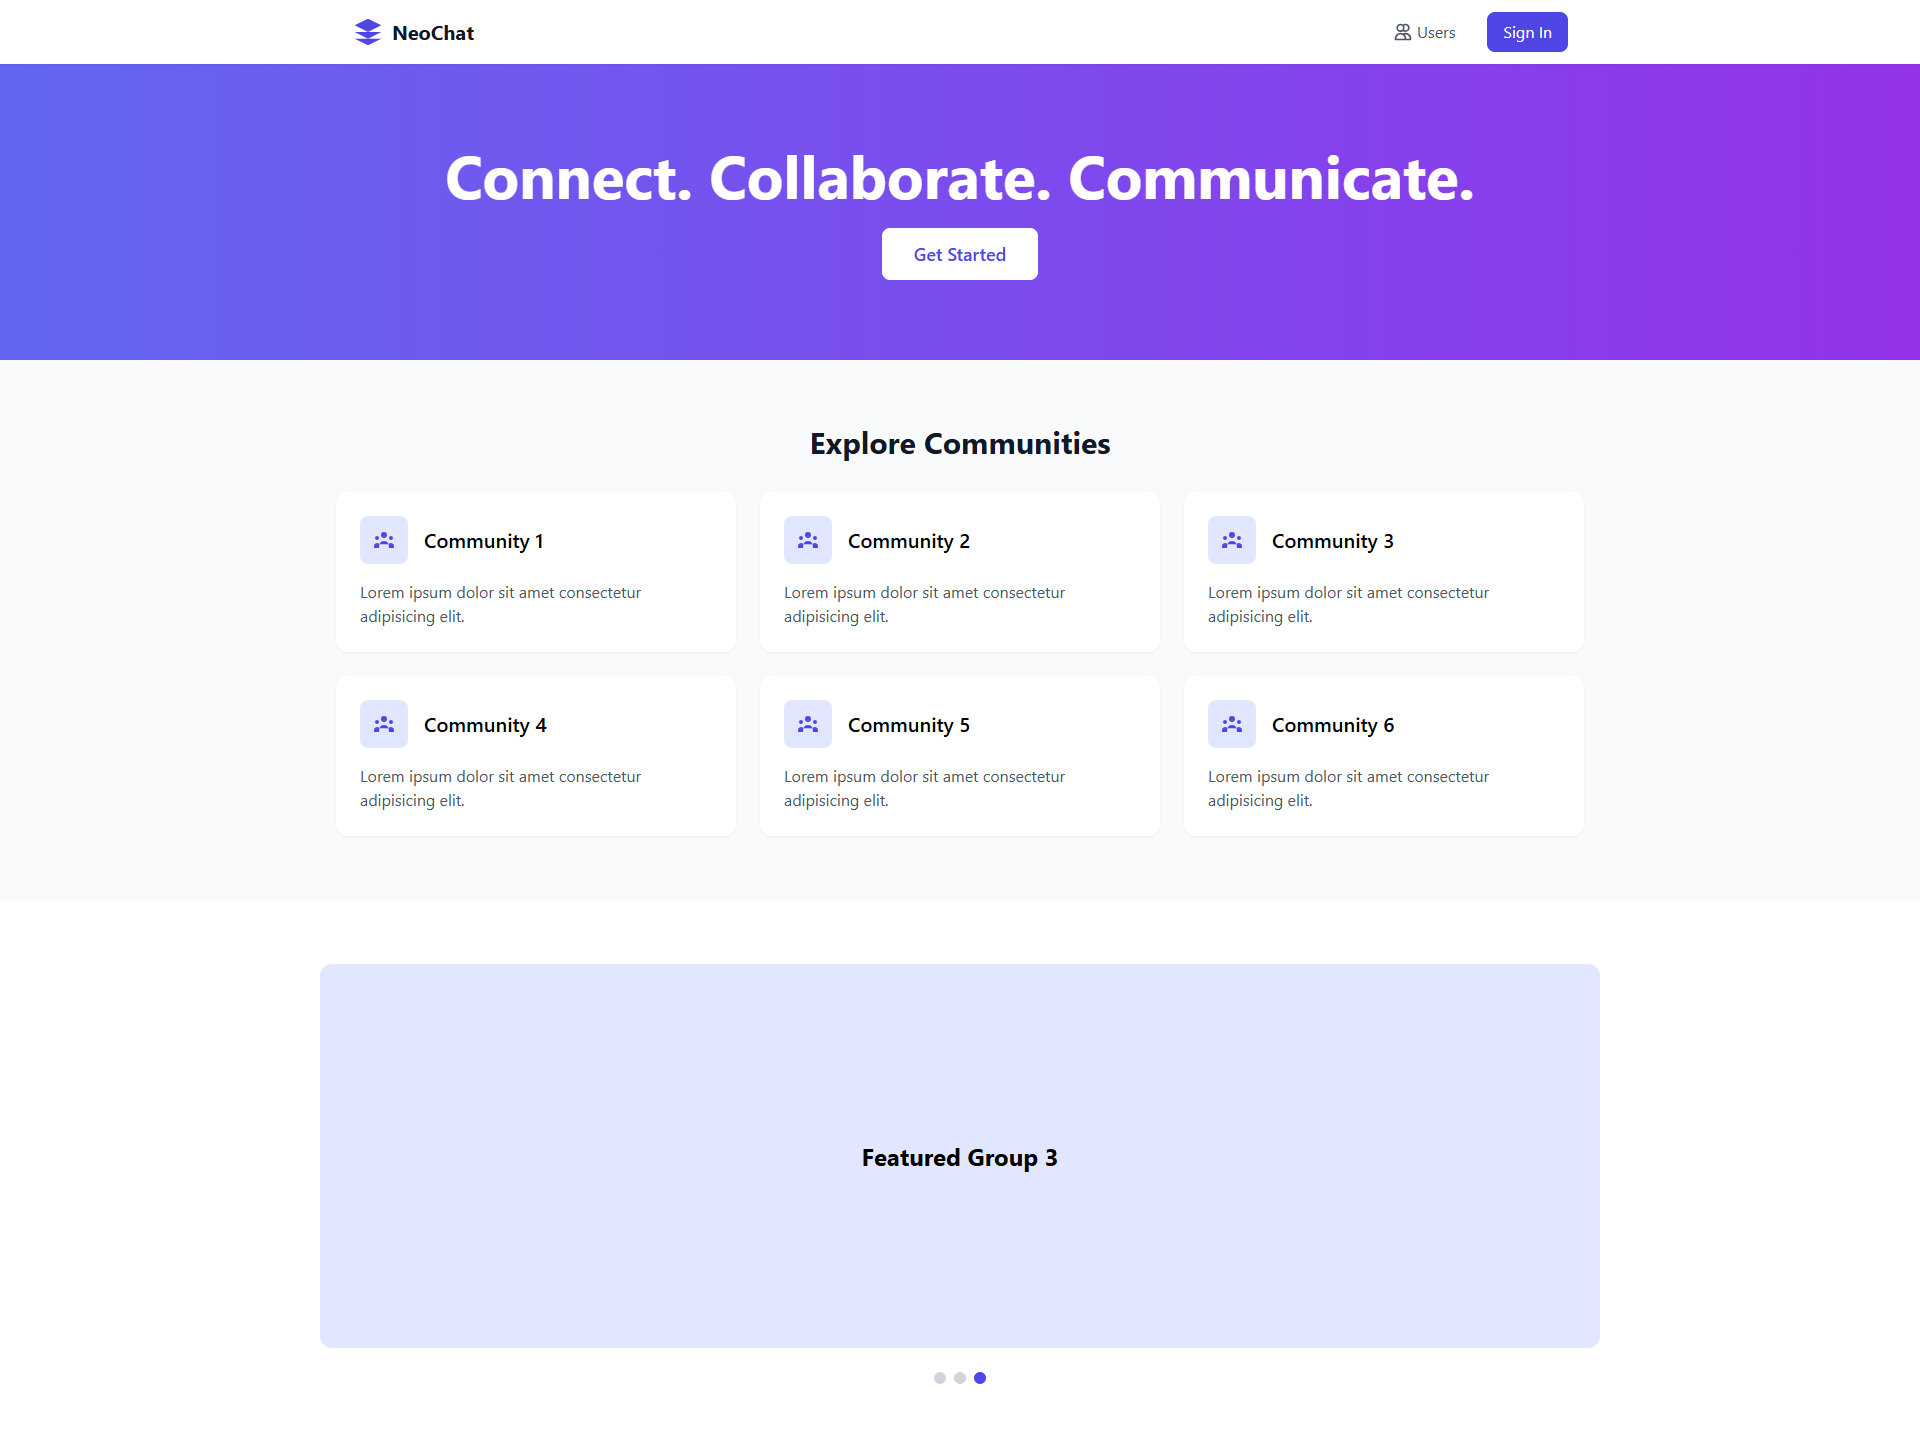 NeoChat
Users
Sign In
Connect. Collaborate. Communicate.
Get Started
Explore Communities
Community 1
Lorem ipsum dolor sit amet consectetur
adipisicing elit.
Community 2
Lorem ipsum dolor sit amet consectetur
adipisicing elit.
Community 3
Lorem ipsum dolor sit amet consectetur
adipisicing elit.
Community 4
Lorem ipsum dolor sit amet consectetur
adipisicing elit.
Community 5
Lorem ipsum dolor sit amet consectetur
adipisicing elit.
Community 6
Lorem ipsum dolor sit amet consectetur
adipisicing elit.
Featured Group 3